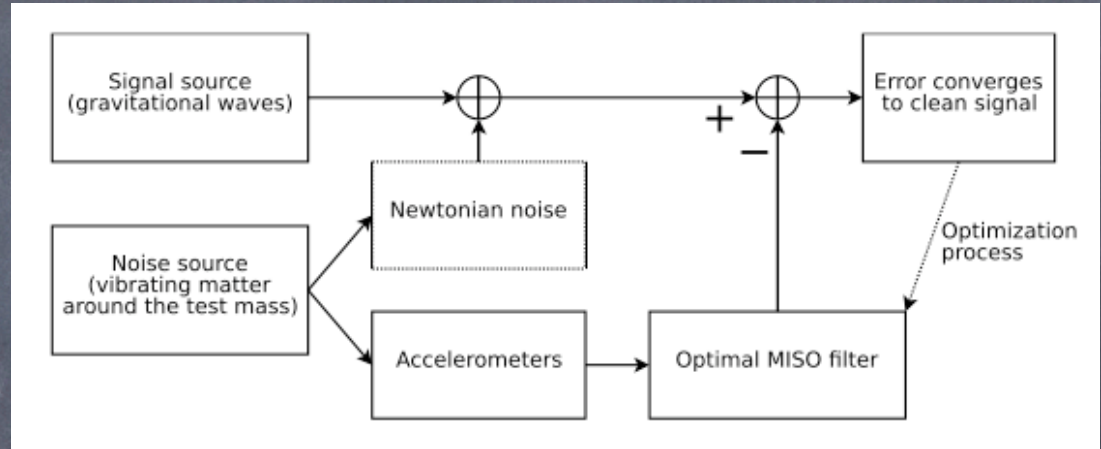 Signal source
(gravitational waves)
Error converges
to clean signal
+
−
Newtonian noise
Optimization
process
Noise source
(vibrating matter
around the test mass)
Accelerometers
Optimal MISO filter